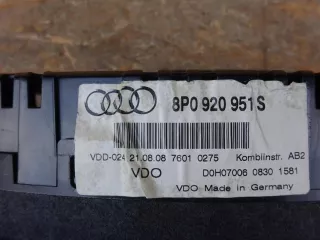 8P0 920 951 S
VDD-024 21.08.08 7601 0275 Kombiinstr. AB2
VDO D0H07006 0830 1581
VDO Made in Germany